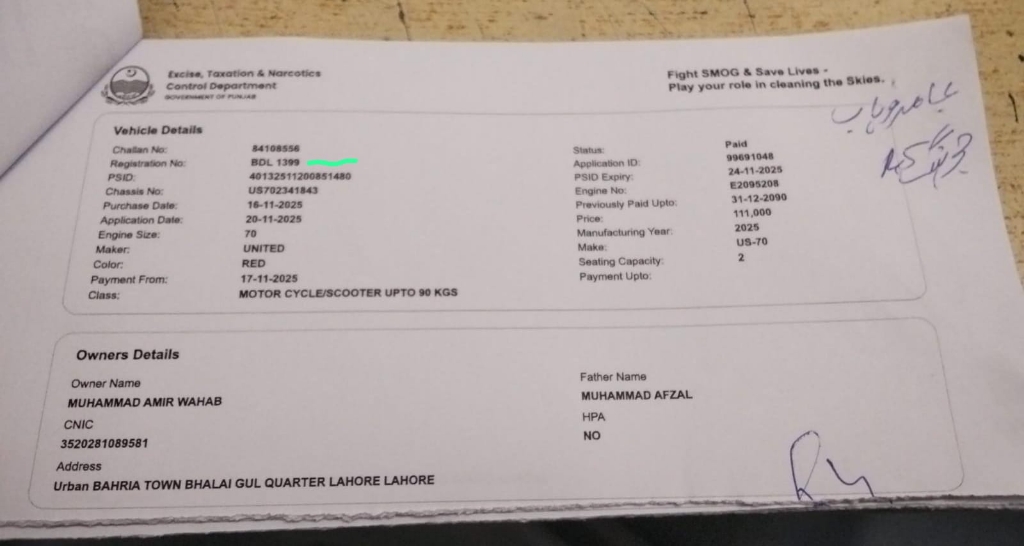 Excise, Taxation & Narcotics
Control Department
GOVERNMENT OF PUNJAB
Fight SMOG & Save Lives -
Play your role in cleaning the Skies.
عامر وہاب
Vehicle Details
Challan No: 84108556
Registration No: BDL 1399
PSID: 40132511200851480
Chassis No: US702341843
Purchase Date: 16-11-2025
Application Date: 20-11-2025
Engine Size: 70
Maker: UNITED
Color: RED
Payment From: 17-11-2025
Class: MOTOR CYCLE/SCOOTER UPTO 90 KGS
Status: Paid
Application ID: 99691048
PSID Expiry: 24-11-2025
Engine No: E2095208
Previously Paid Upto: 31-12-2090
Price: 111,000
Manufacturing Year: 2025
Make: US-70
Seating Capacity: 2
Payment Upto:
Owners Details
Owner Name
MUHAMMAD AMIR WAHAB
CNIC
3520281089581
Address
Urban BAHRIA TOWN BHALAI GUL QUARTER LAHORE LAHORE
Father Name
MUHAMMAD AFZAL
HPA
NO